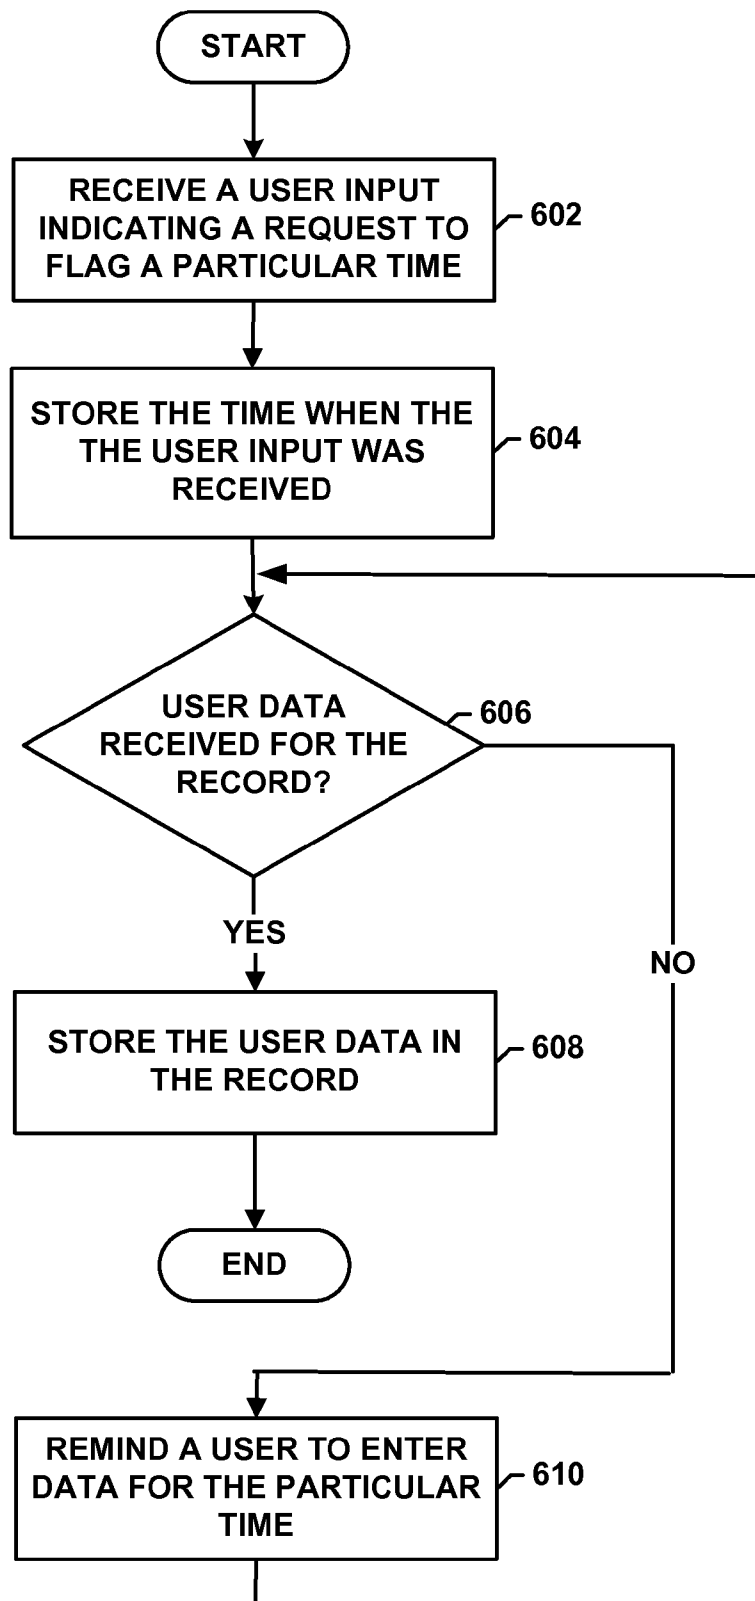 START
RECEIVE A USER INPUT
INDICATING A REQUEST TO
FLAG A PARTICULAR TIME
602
STORE THE TIME WHEN THE
THE USER INPUT WAS
RECEIVED
604
USER DATA
RECEIVED FOR THE
RECORD?
606
YES
NO
STORE THE USER DATA IN
THE RECORD
608
END
REMIND A USER TO ENTER
DATA FOR THE PARTICULAR
TIME
610